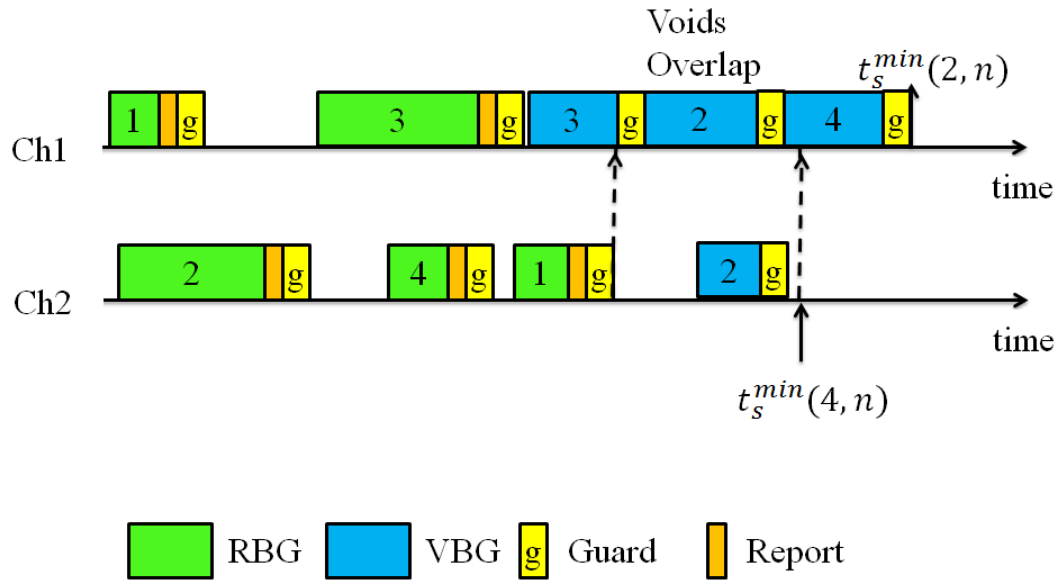 Voids
Overlap
$t_s^{min}(2, n)$
Ch1
1 g 3 g 3 g 2 g 4 g
time
Ch2
2 g 4 g 1 g 2 g
time
$t_s^{min}(4, n)$
RBG VBG g Guard Report